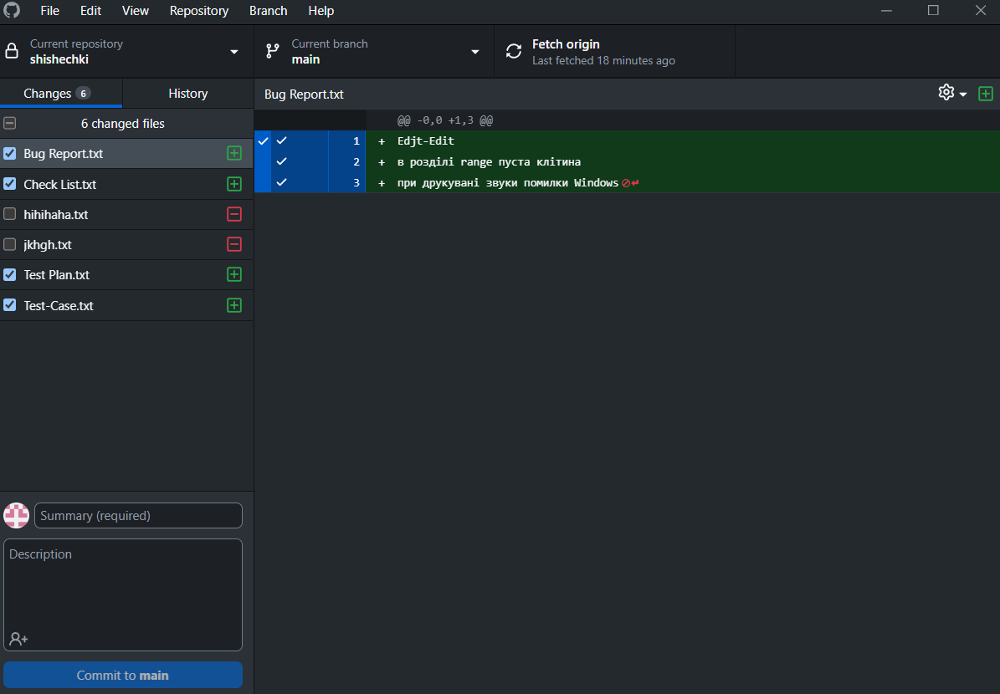 File Edit View Repository Branch Help
Current repository
shishechki
Current branch
main
Fetch origin
Last fetched 18 minutes ago
Changes 6
History
6 changed files
Bug Report.txt
Check List.txt
hihihaha.txt
jkhgh.txt
Test Plan.txt
Test-Case.txt
Summary (required)
Description
Commit to main
Bug Report.txt
@@ -0,0 +1,3 @@
1 + Edjt-Edit
2 + в розділі range пуста клітина
3 + при друкувані звуки помилки Windows